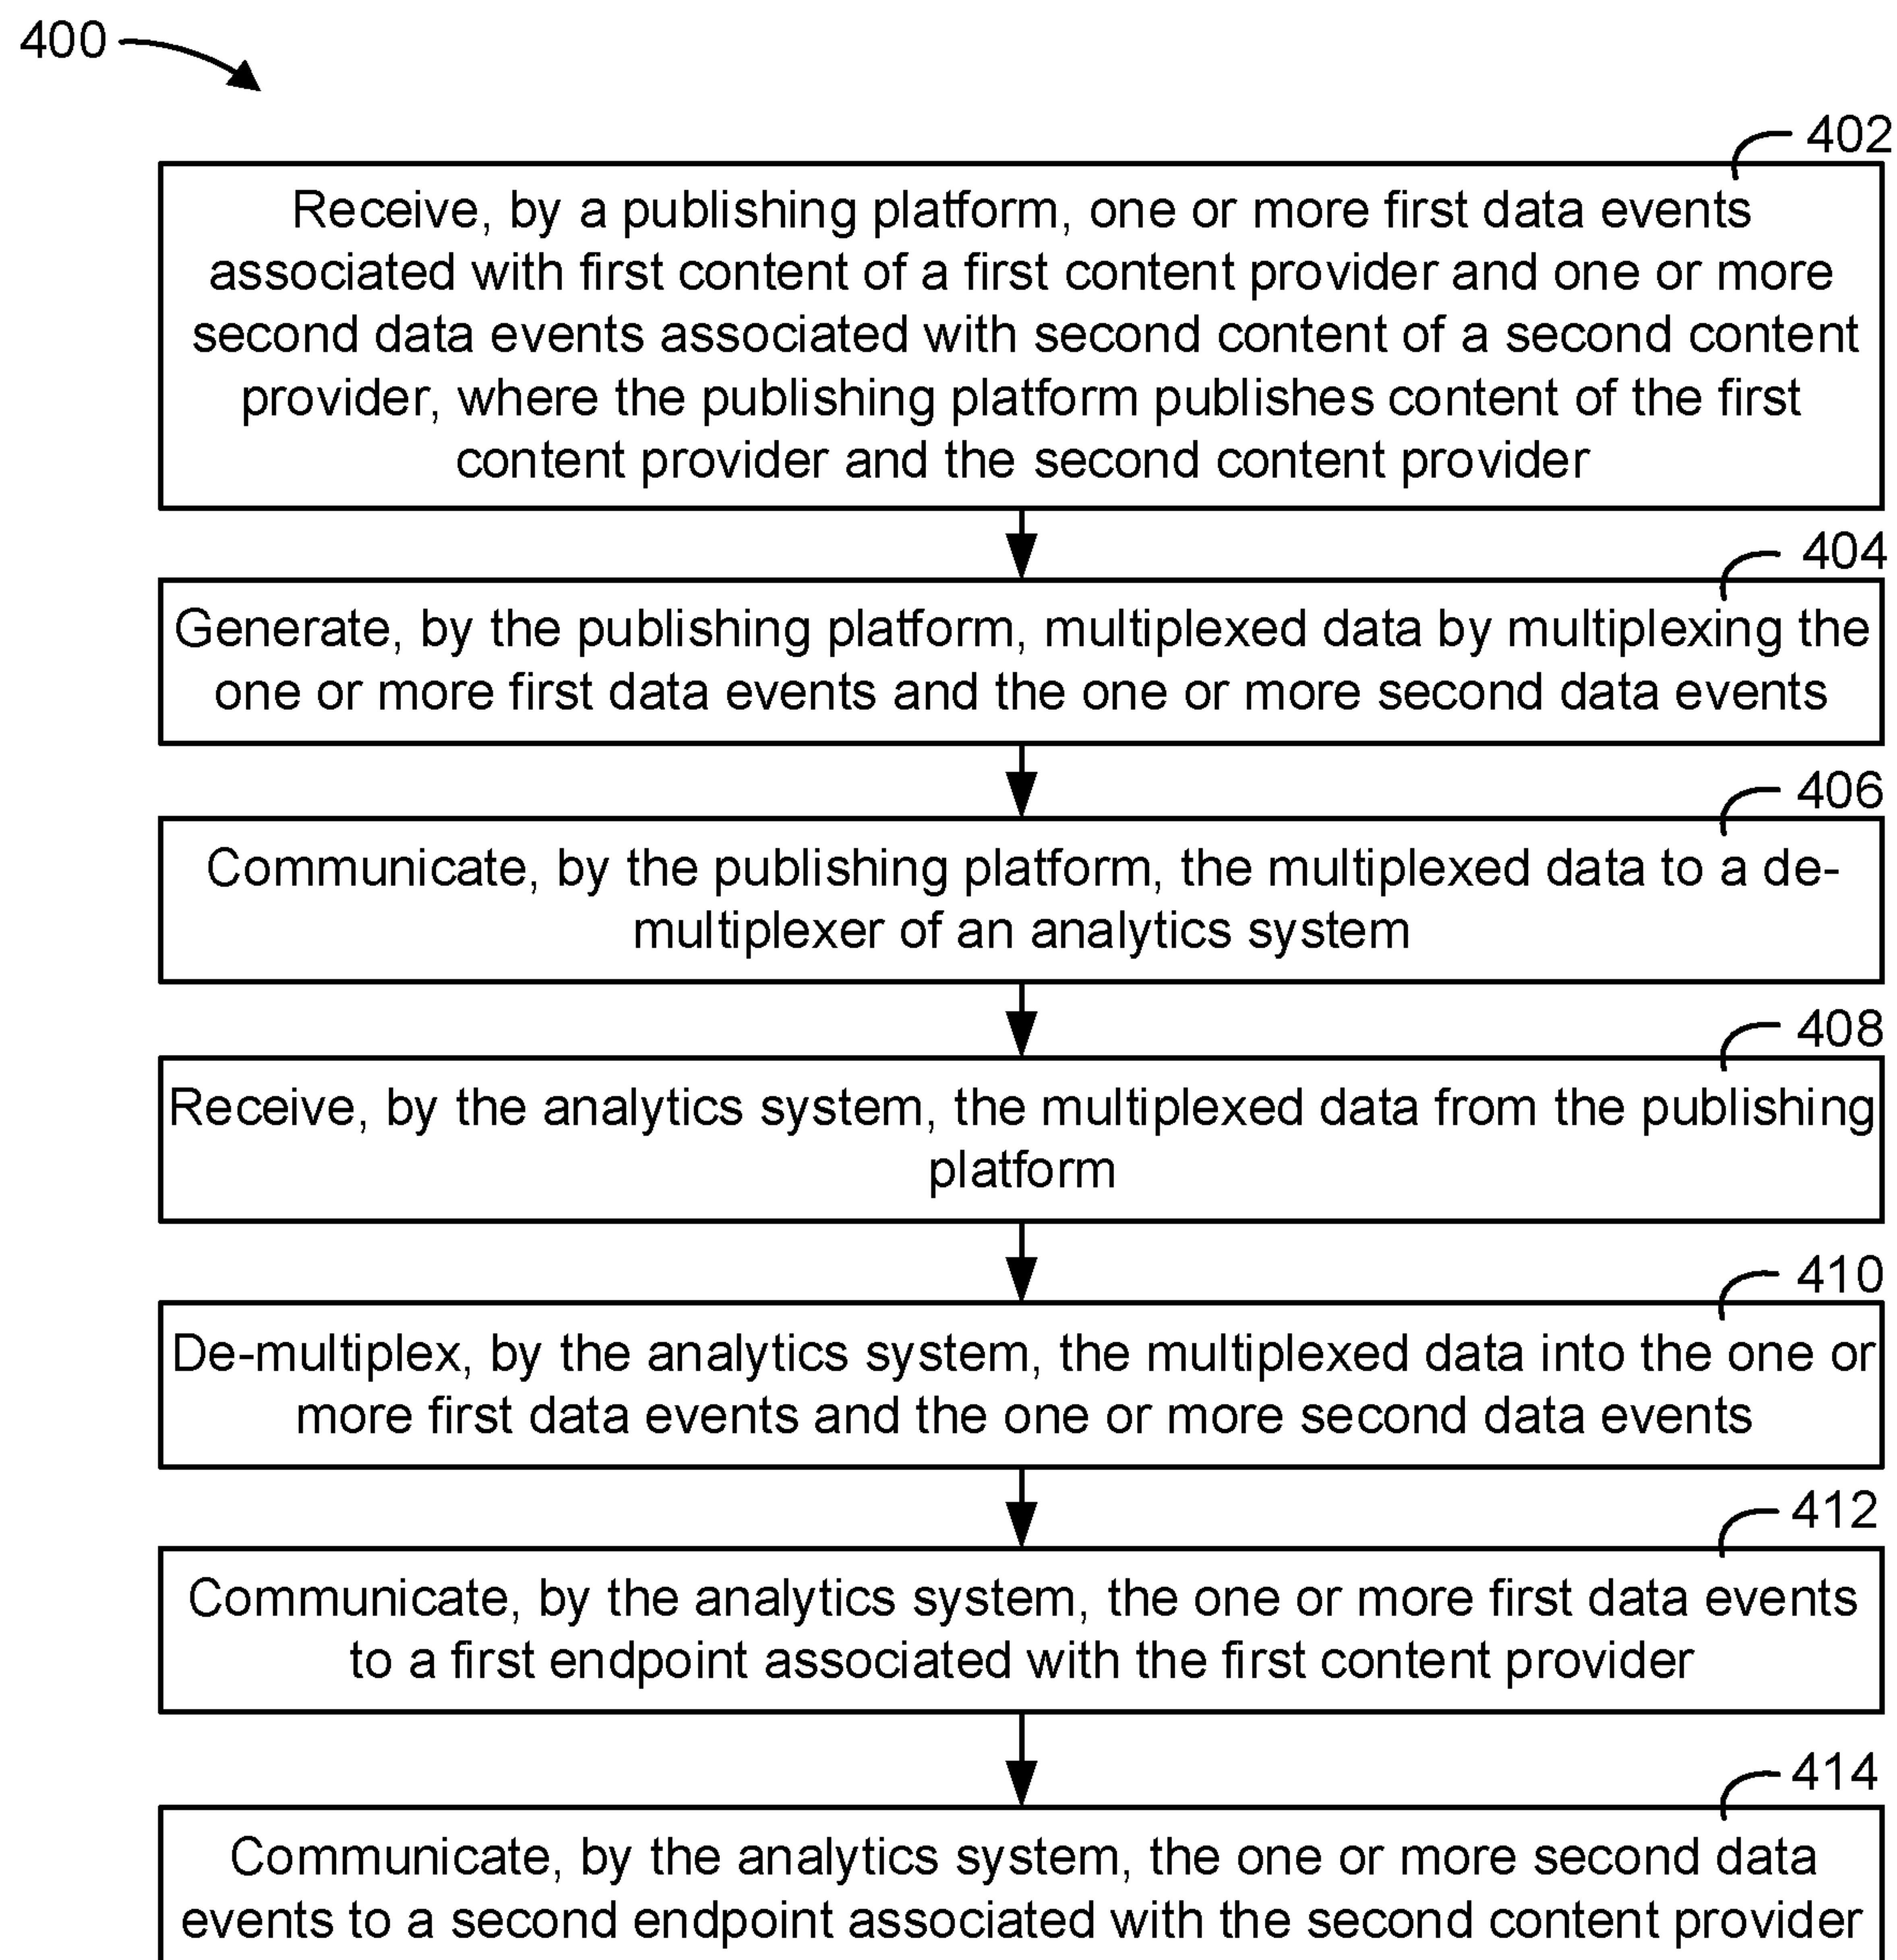 400
402
Receive, by a publishing platform, one or more first data events
associated with first content of a first content provider and one or more
second data events associated with second content of a second content
provider, where the publishing platform publishes content of the first
content provider and the second content provider
404
Generate, by the publishing platform, multiplexed data by multiplexing the
one or more first data events and the one or more second data events
406
Communicate, by the publishing platform, the multiplexed data to a de-
multiplexer of an analytics system
408
Receive, by the analytics system, the multiplexed data from the publishing
platform
410
De-multiplex, by the analytics system, the multiplexed data into the one or
more first data events and the one or more second data events
412
Communicate, by the analytics system, the one or more first data events
to a first endpoint associated with the first content provider
414
Communicate, by the analytics system, the one or more second data
events to a second endpoint associated with the second content provider